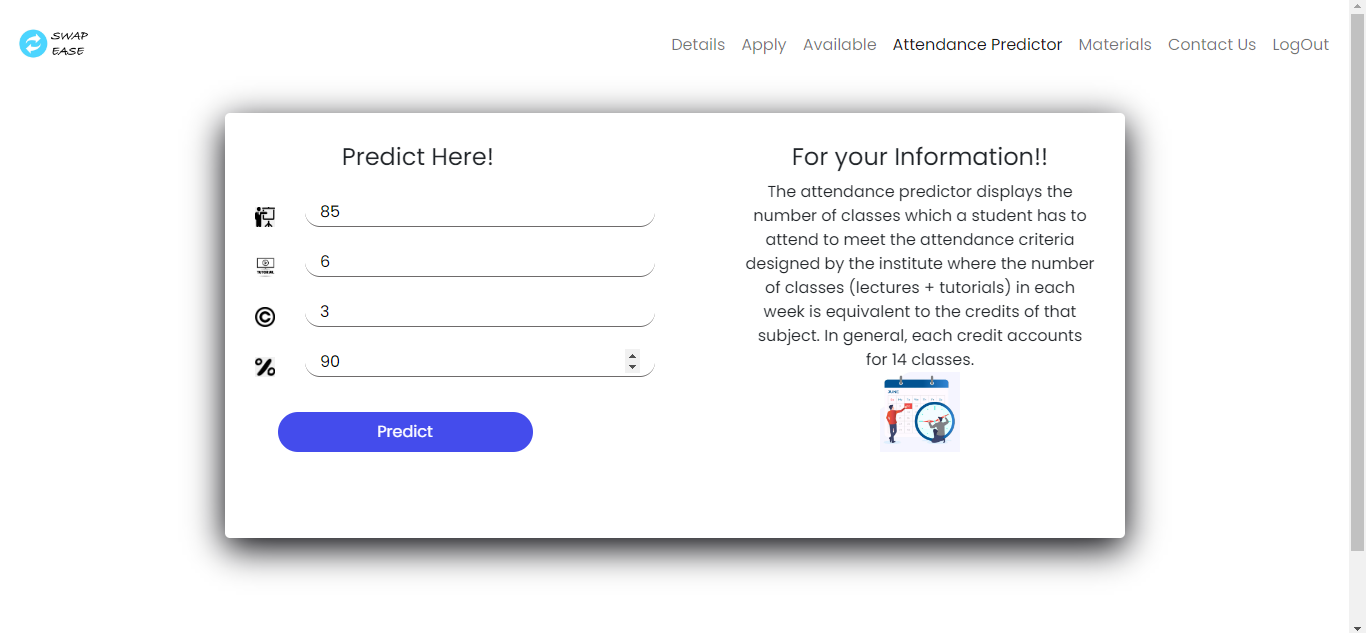 SWAP
EASE
Details Apply Available Attendance Predictor Materials Contact Us LogOut
Predict Here!
85
6
TUTORIAL
3
90
Predict
For your Information!!
The attendance predictor displays the
number of classes which a student has to
attend to meet the attendance criteria
designed by the institute where the number
of classes (lectures + tutorials) in each
week is equivalent to the credits of that
subject. In general, each credit accounts
for 14 classes.